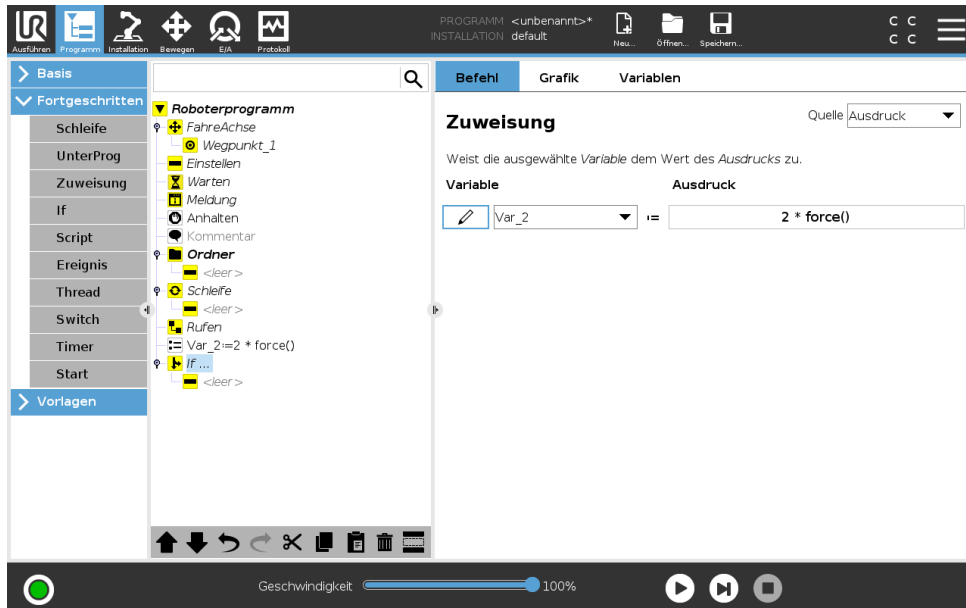 UR
PROGRAMM <unbenannt>*
INSTALLATION default
C C
C C
Ausführen Programm Installation Bewegen E/A Protokoll
Neu... Öffnen... Speichern...
Basis
Fortgeschritten
Schleife
UnterProg
Zuweisung
If
Script
Ereignis
Thread
Switch
Timer
Start
Vorlagen
Roboterprogramm
FahreAchse
Wegpunkt_1
Einstellen
Warten
Meldung
Anhalten
Kommentar
Ordner
<leer>
Schleife
<leer>
Rufen
Var_2:=2 * force()
If ...
<leer>
Befehl Grafik Variablen
Zuweisung
Quelle Ausdruck
Weist die ausgewählte Variable dem Wert des Ausdrucks zu.
Variable Ausdruck
Var_2 := 2 * force()
Geschwindigkeit 100%